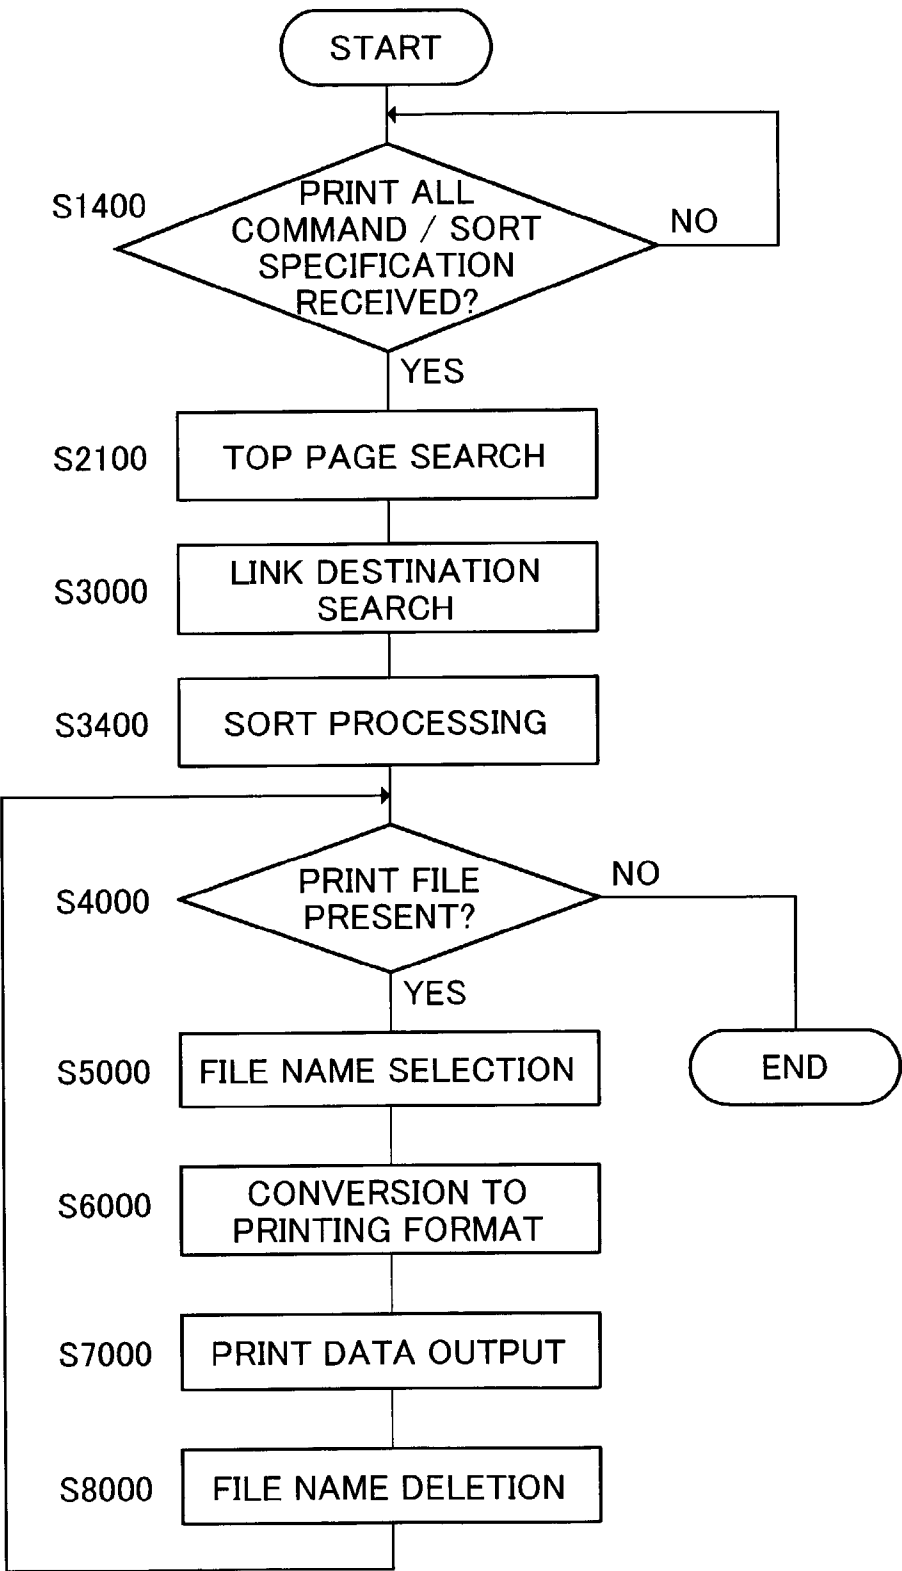 START
S1400
PRINT ALL
COMMAND / SORT
SPECIFICATION
RECEIVED?
NO
YES
S2100
TOP PAGE SEARCH
S3000
LINK DESTINATION
SEARCH
S3400
SORT PROCESSING
S4000
PRINT FILE
PRESENT?
NO
YES
S5000
FILE NAME SELECTION
END
S6000
CONVERSION TO
PRINTING FORMAT
S7000
PRINT DATA OUTPUT
S8000
FILE NAME DELETION